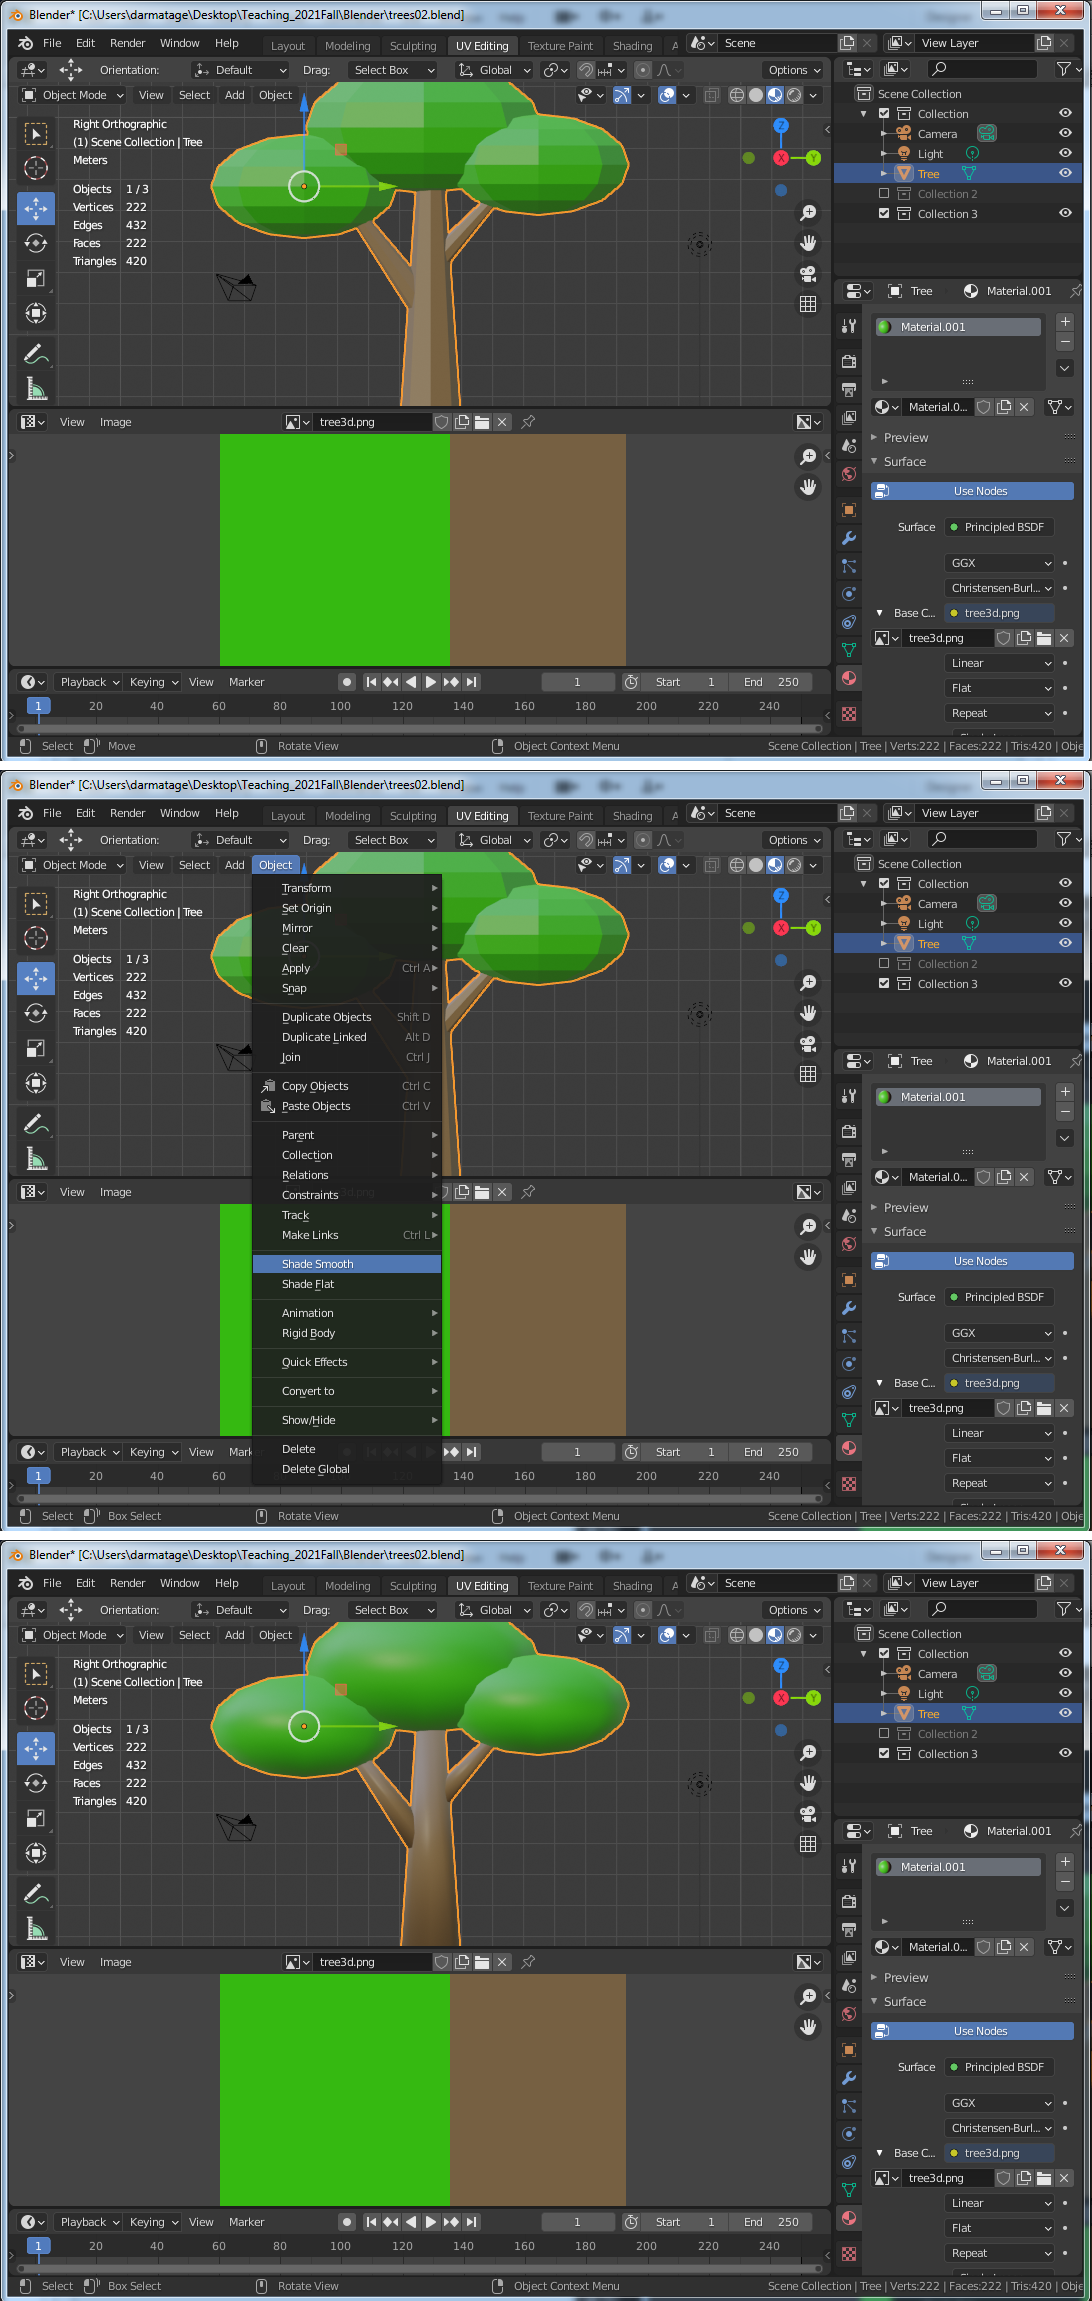 Blender* [C:\Users\darmatage\Desktop\Teaching_2021Fall\Blender\trees02.blend]
File Edit Render Window Help Layout Modeling Sculpting UV Editing Texture Paint Shading A Scene View Layer
Orientation: Default Drag: Select Box Global Options
Object Mode View Select Add Object
Right Orthographic
(1) Scene Collection | Tree
Meters
Objects 1 / 3
Vertices 222
Edges 432
Faces 222
Triangles 420
Z
X
Y
Scene Collection
Collection
Camera
Light
Tree
Collection 2
Collection 3
Tree Material.001
Material.001
Material.0...
Preview
Surface
Use Nodes
Surface Principled BSDF
GGX
Christensen-Burl...
Base C... tree3d.png
tree3d.png
Linear
Flat
Repeat
View Image tree3d.png
Playback Keying View Marker 1 Start 1 End 250
1 20 40 60 80 100 120 140 160 180 200 220 240
Select Move Rotate View Object Context Menu Scene Collection | Tree | Verts:222 | Faces:222 | Tris:420 | Obje
Blender* [C:\Users\darmatage\Desktop\Teaching_2021Fall\Blender\trees02.blend]
File Edit Render Window Help Layout Modeling Sculpting UV Editing Texture Paint Shading A Scene View Layer
Orientation: Default Drag: Select Box Global Options
Object Mode View Select Add Object
Right Orthographic
(1) Scene Collection | Tree
Meters
Objects 1 / 3
Vertices 222
Edges 432
Faces 222
Triangles 420
Transform
Set Origin
Mirror
Clear
Apply Ctrl A
Snap
Duplicate Objects Shift D
Duplicate Linked Alt D
Join Ctrl J
Copy Objects Ctrl C
Paste Objects Ctrl V
Parent
Collection
Relations
Constraints
Track
Make Links Ctrl L
Shade Smooth
Shade Flat
Animation
Rigid Body
Quick Effects
Convert to
Show/Hide
Delete
Delete Global
Z
X
Y
Scene Collection
Collection
Camera
Light
Tree
Collection 2
Collection 3
Tree Material.001
Material.001
Material.0...
Preview
Surface
Use Nodes
Surface Principled BSDF
GGX
Christensen-Burl...
Base C... tree3d.png
tree3d.png
Linear
Flat
Repeat
View Image
Playback Keying View Mark 1 Start 1 End 250
1 20 40 60 120 140 160 180 200 220 240
Select Box Select Rotate View Object Context Menu Scene Collection | Tree | Verts:222 | Faces:222 | Tris:420 | Obje
Blender* [C:\Users\darmatage\Desktop\Teaching_2021Fall\Blender\trees02.blend]
File Edit Render Window Help Layout Modeling Sculpting UV Editing Texture Paint Shading A Scene View Layer
Orientation: Default Drag: Select Box Global Options
Object Mode View Select Add Object
Right Orthographic
(1) Scene Collection | Tree
Meters
Objects 1 / 3
Vertices 222
Edges 432
Faces 222
Triangles 420
Z
X
Y
Scene Collection
Collection
Camera
Light
Tree
Collection 2
Collection 3
Tree Material.001
Material.001
Material.0...
Preview
Surface
Use Nodes
Surface Principled BSDF
GGX
Christensen-Burl...
Base C... tree3d.png
tree3d.png
Linear
Flat
Repeat
View Image tree3d.png
Playback Keying View Marker 1 Start 1 End 250
1 20 40 60 80 100 120 140 160 180 200 220 240
Select Box Select Rotate View Object Context Menu Scene Collection | Tree | Verts:222 | Faces:222 | Tris:420 | Obje